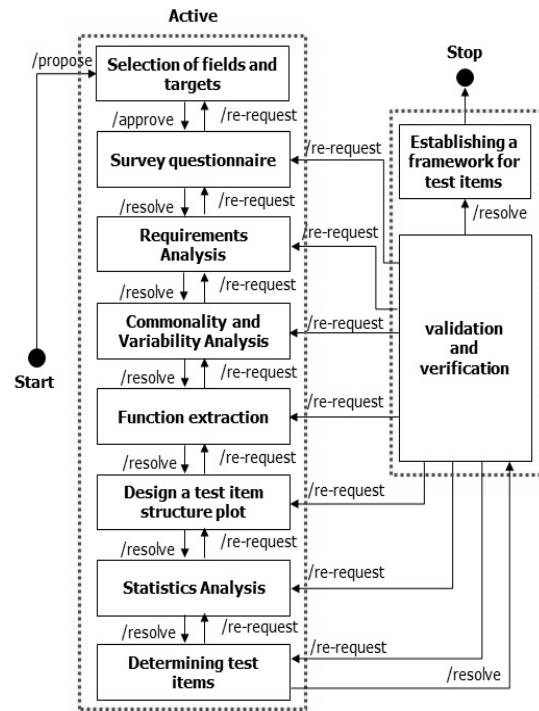 Active
/propose
Selection of fields and
targets
Stop
/approve
/re-request
Survey questionnaire
/re-request
Establishing a
framework for
test items
/resolve
/re-request
/resolve
Requirements
Analysis
/re-request
/resolve
/re-request
Commonality and
Variability Analysis
/re-request
validation
and
verification
Start
/resolve
/re-request
Function extraction
/re-request
/resolve
/re-request
Design a test item
structure plot
/re-request
/resolve
/re-request
Statistics Analysis
/re-request
/resolve
/re-request
Determining test
items
/re-request
/resolve